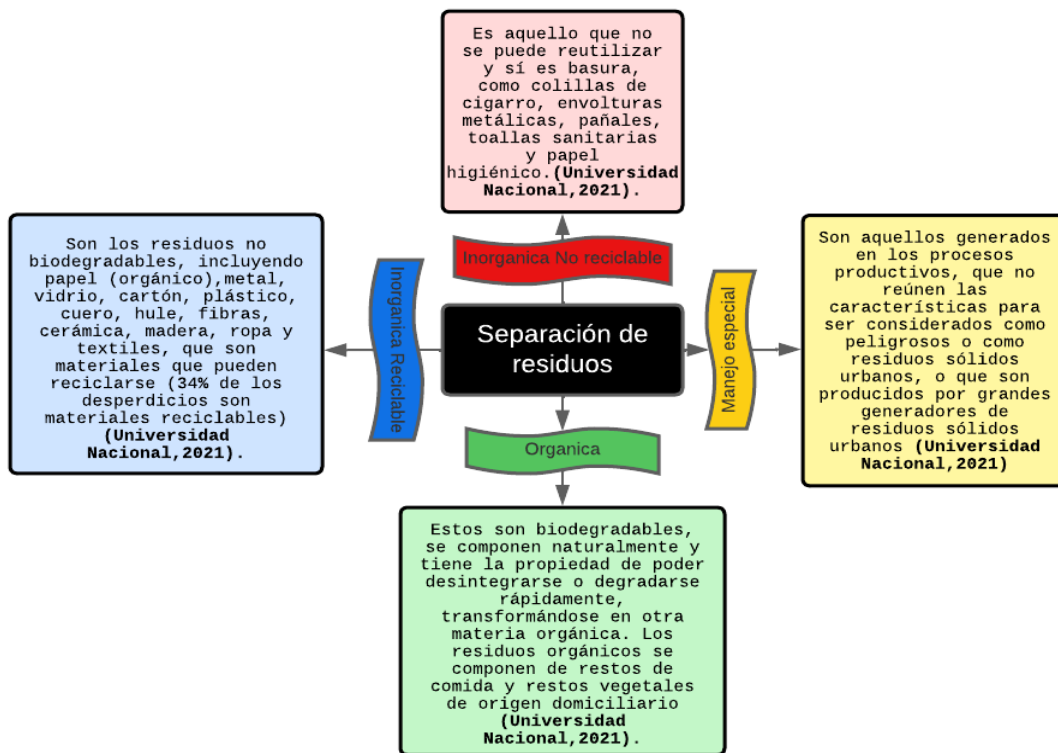 Es aquello que no
se puede reutilizar
y sí es basura,
como colillas de
cigarro, envolturas
metálicas, pañales,
toallas sanitarias
y papel
higiénico.(Universidad
Nacional,2021).
Inorganica No reciclable
Son los residuos no
biodegradables, incluyendo
papel (orgánico),metal,
vidrio, cartón, plástico,
cuero, hule, fibras,
cerámica, madera, ropa y
textiles, que son
materiales que pueden
reciclarse (34% de los
desperdicios son
materiales reciclables)
(Universidad
Nacional,2021).
Inorganica Reciclable
Separación de
residuos
Manejo especial
Son aquellos generados
en los procesos
productivos, que no
reúnen las
características para
ser considerados como
peligrosos o como
residuos sólidos
urbanos, o que son
producidos por grandes
generadores de
residuos sólidos
urbanos (Universidad
Nacional,2021)
Organica
Estos son biodegradables,
se componen naturalmente y
tiene la propiedad de poder
desintegrarse o degradarse
rápidamente,
transformándose en otra
materia orgánica. Los
residuos orgánicos se
componen de restos de
comida y restos vegetales
de origen domiciliario
(Universidad
Nacional,2021).